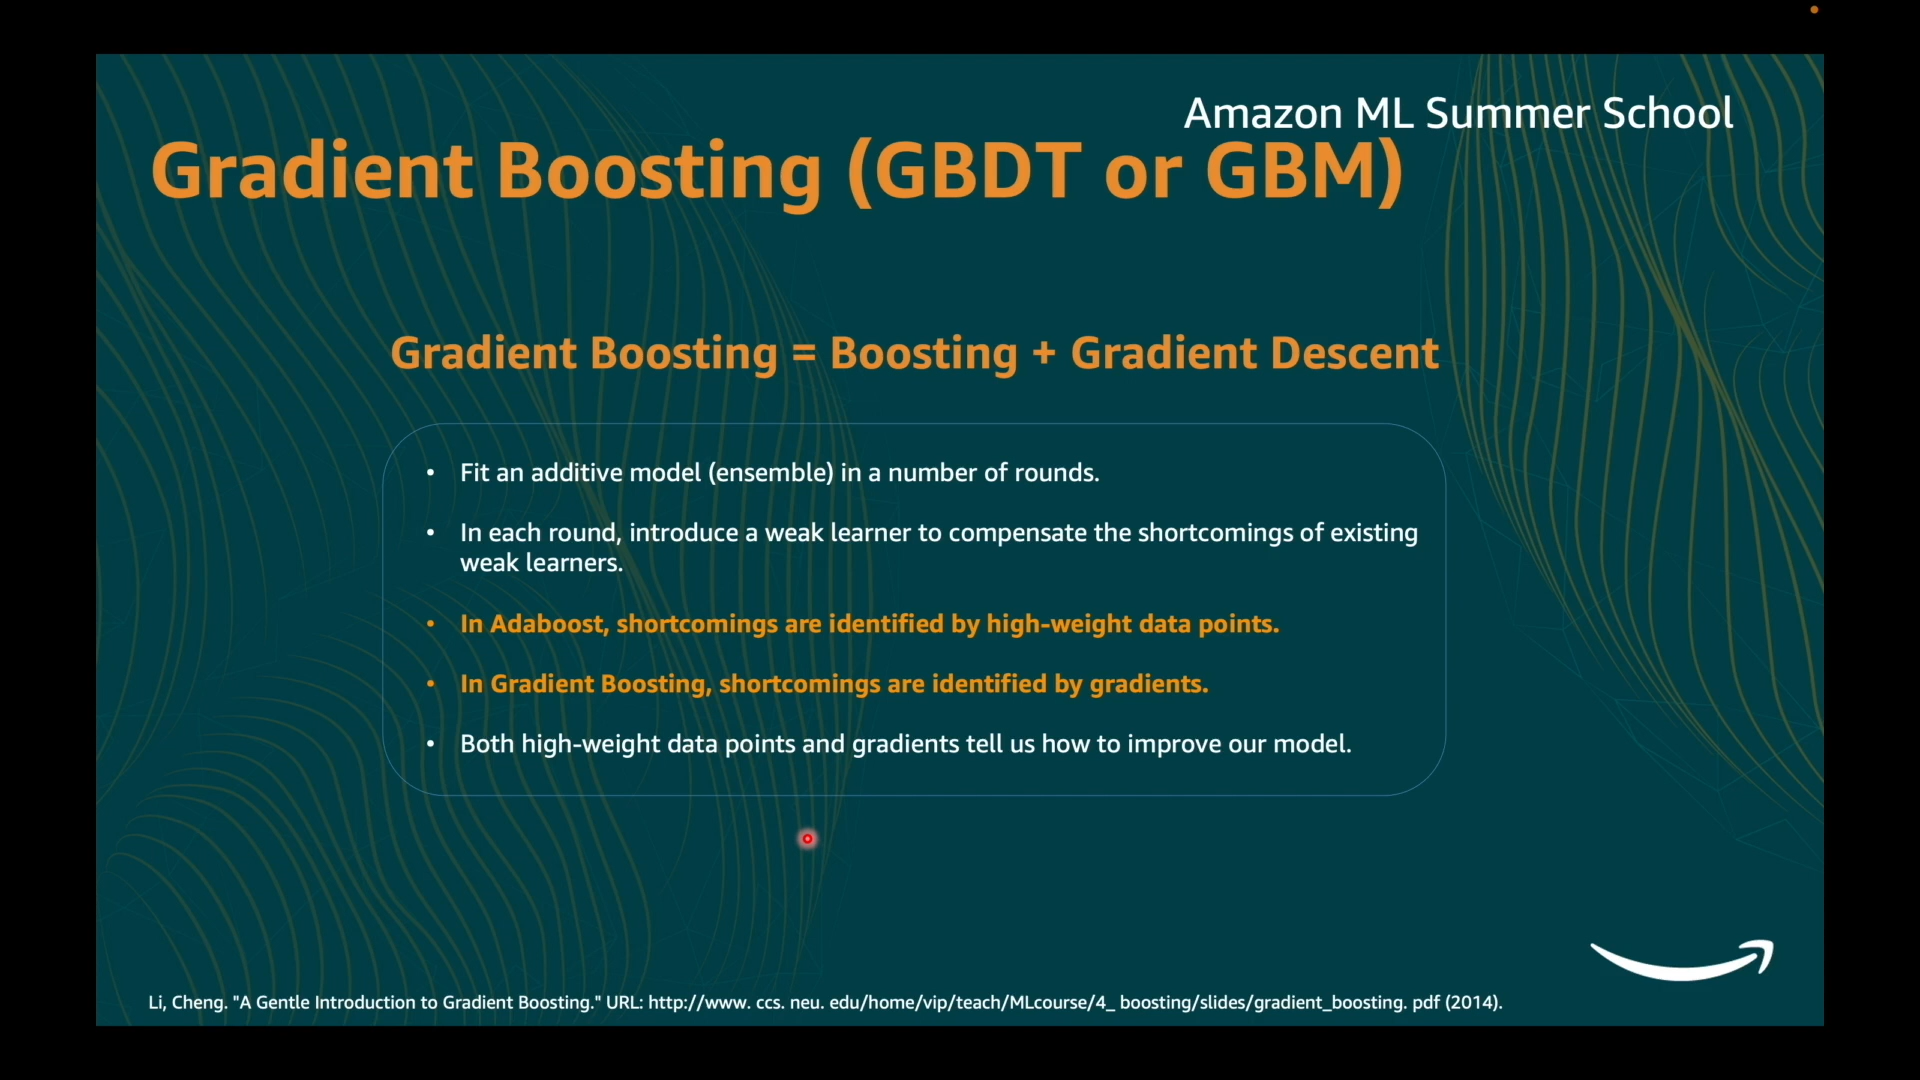 Amazon ML Summer School
Gradient Boosting (GBDT or GBM)
Gradient Boosting = Boosting + Gradient Descent
• Fit an additive model (ensemble) in a number of rounds.
• In each round, introduce a weak learner to compensate the shortcomings of existing
weak learners.
• In Adaboost, shortcomings are identified by high-weight data points.
• In Gradient Boosting, shortcomings are identified by gradients.
• Both high-weight data points and gradients tell us how to improve our model.
Li, Cheng. "A Gentle Introduction to Gradient Boosting." URL: http://www. ccs. neu. edu/home/vip/teach/MLcourse/4_ boosting/slides/gradient_boosting. pdf (2014).